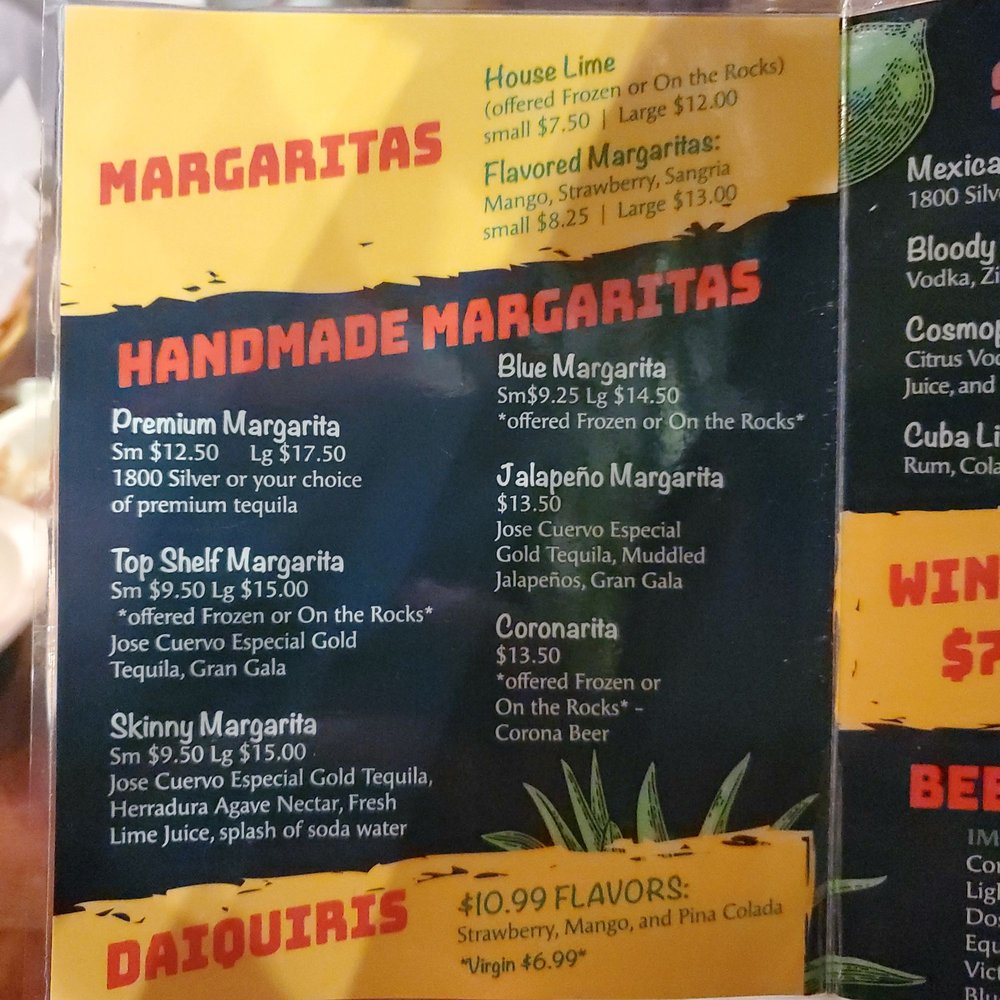 MARGARITAS
House Lime
(offered Frozen or On the Rocks)
small $7.50 | Large $12.00
Flavored Margaritas:
Mango, Strawberry, Sangria
small $8.25 | Large $13.00
HANDMADE MARGARITAS
Premium Margarita
Sm $12.50 Lg $17.50
1800 Silver or your choice
of premium tequila
Top Shelf Margarita
Sm $9.50 Lg $15.00
*offered Frozen or On the Rocks*
Jose Cuervo Especial Gold
Tequila, Gran Gala
Skinny Margarita
Sm $9.50 Lg $15.00
Jose Cuervo Especial Gold Tequila,
Herradura Agave Nectar, Fresh
Lime Juice, splash of soda water
Blue Margarita
Sm$9.25 Lg $14.50
*offered Frozen or On the Rocks*
Jalapeño Margarita
$13.50
Jose Cuervo Especial
Gold Tequila, Muddled
Jalapeños, Gran Gala
Coronarita
$13.50
*offered Frozen or
On the Rocks* -
Corona Beer
DAIQUIRIS
$10.99 FLAVORS:
Strawberry, Mango, and Pina Colada
*Virgin $6.99*
Mexica
1800 Silv
Bloody
Vodka, Zi
Cosmop
Citrus Vod
Juice, and
Cuba Li
Rum, Cola
WIN
$7
BEE
IM
Cor
Ligh
Dos
Equ
Vict